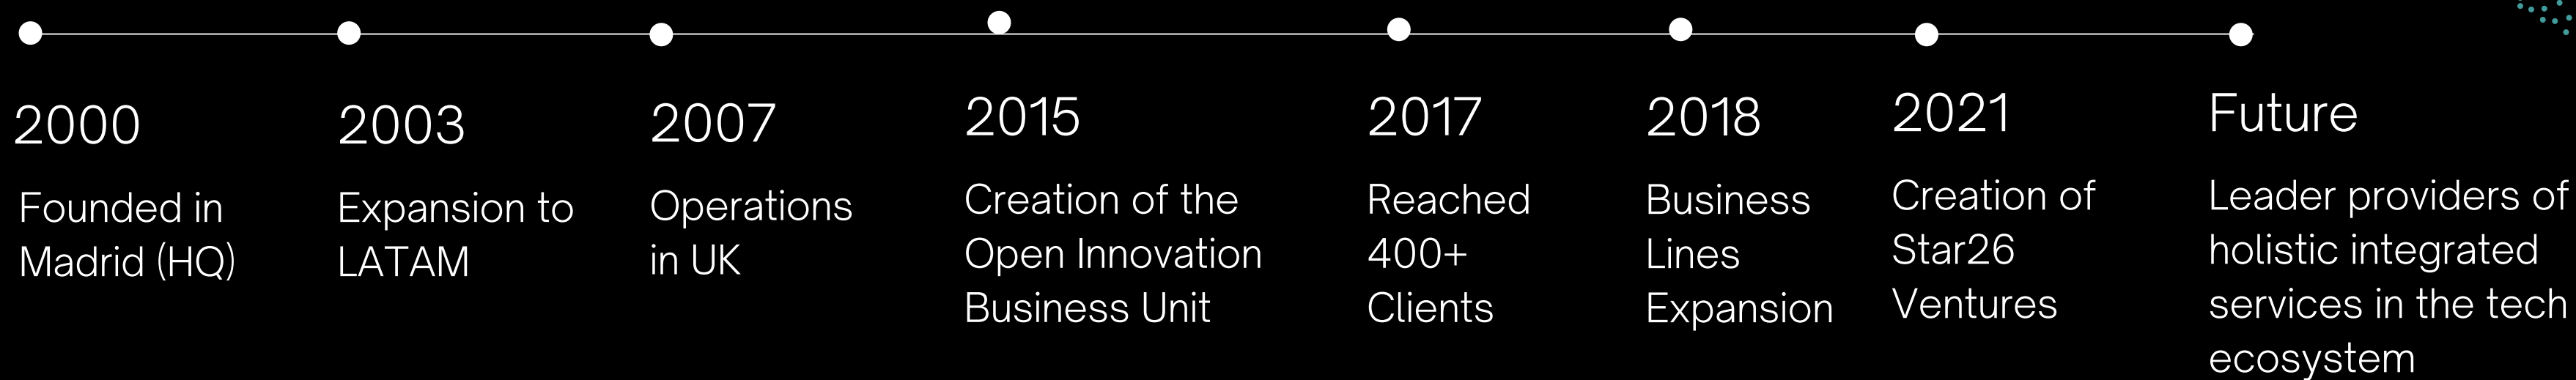 2000
Founded in
Madrid (HQ)
2003
Expansion to
LATAM
2007
Operations
in UK
2015
Creation of the
Open Innovation
Business Unit
2017
Reached
400+
Clients
2018
Business
Lines
Expansion
2021
Creation of
Star26
Ventures
Future
Leader providers of
holistic integrated
services in the tech
ecosystem